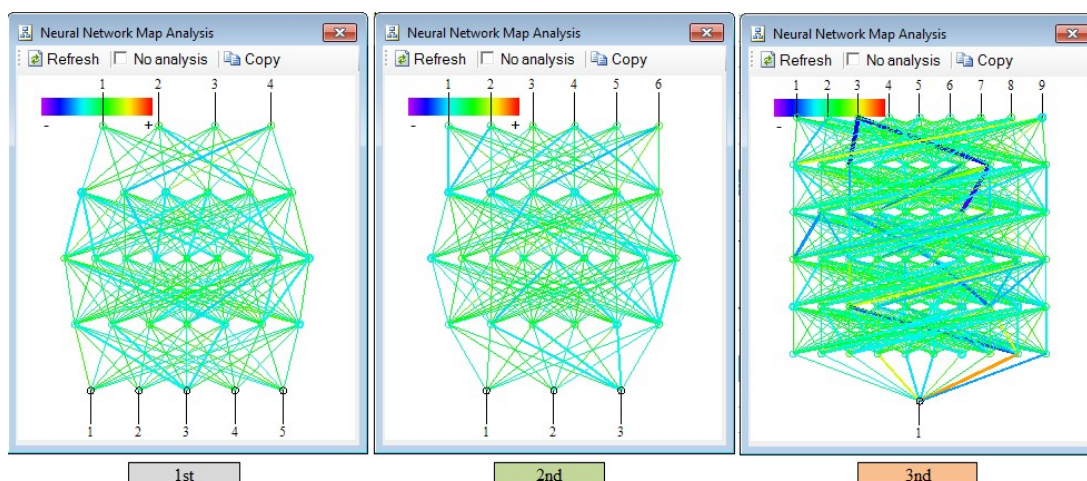 Neural Network Map Analysis
Refresh No analysis Copy
1 2 3 4
- +
1 2 3 4 5
1st
Neural Network Map Analysis
Refresh No analysis Copy
1 2 3 4 5 6
- +
1 2 3
2nd
Neural Network Map Analysis
Refresh No analysis Copy
1 2 3 4 5 6 7 8 9
- +
1
3nd